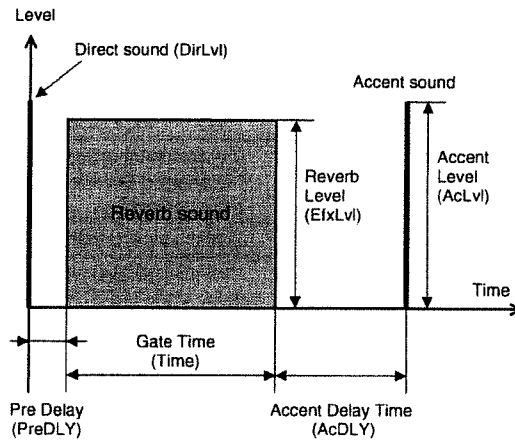 Level
Direct sound (DirLvl)
Accent sound
Reverb sound
Reverb
Level
(EfxLvl)
Accent
Level
(AcLvl)
Time
Gate Time
(Time)
Pre Delay
(PreDLY)
Accent Delay Time
(AcDLY)